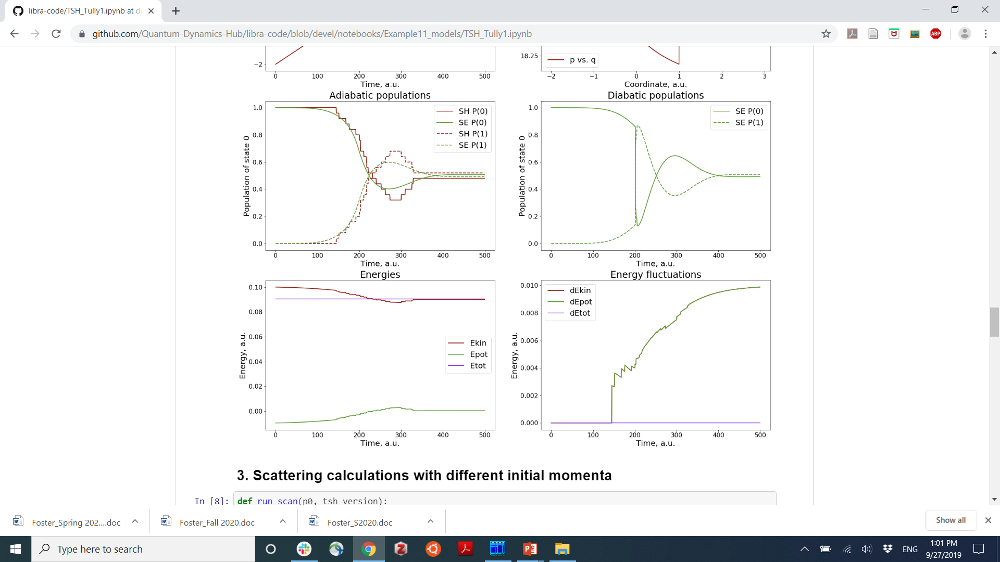 libra-code/TSH_Tully1.ipynb at de
github.com/Quantum-Dynamics-Hub/libra-code/blob/devel/notebooks/Example11_models/TSH_Tully1.ipynb
ABP
−2
0 100 200 300 400 500
Time, a.u.
18.25
p vs. q
−2 −1 0 1 2 3
Coordinate, a.u.
Adiabatic populations
1.0
0.8
0.6
0.4
0.2
0.0
Population of state 0
SH P(0)
SE P(0)
SH P(1)
SE P(1)
0 100 200 300 400 500
Time, a.u.
Diabatic populations
1.0
0.8
0.6
0.4
0.2
0.0
Population of state 0
SE P(0)
SE P(1)
0 100 200 300 400 500
Time, a.u.
Energies
0.10
0.08
0.06
0.04
0.02
0.00
Energy, a.u.
Ekin
Epot
Etot
0 100 200 300 400 500
Time, a.u.
Energy fluctuations
0.010
0.008
0.006
0.004
0.002
0.000
Energy, a.u.
dEkin
dEpot
dEtot
0 100 200 300 400 500
Time, a.u.
3. Scattering calculations with different initial momenta
In [8]: def run_scan(p0, tsh_version):
Foster_Spring 202....doc
Foster_Fall 2020.doc
Foster_S2020.doc
Show all
Type here to search
ENG
1:01 PM
9/27/2019